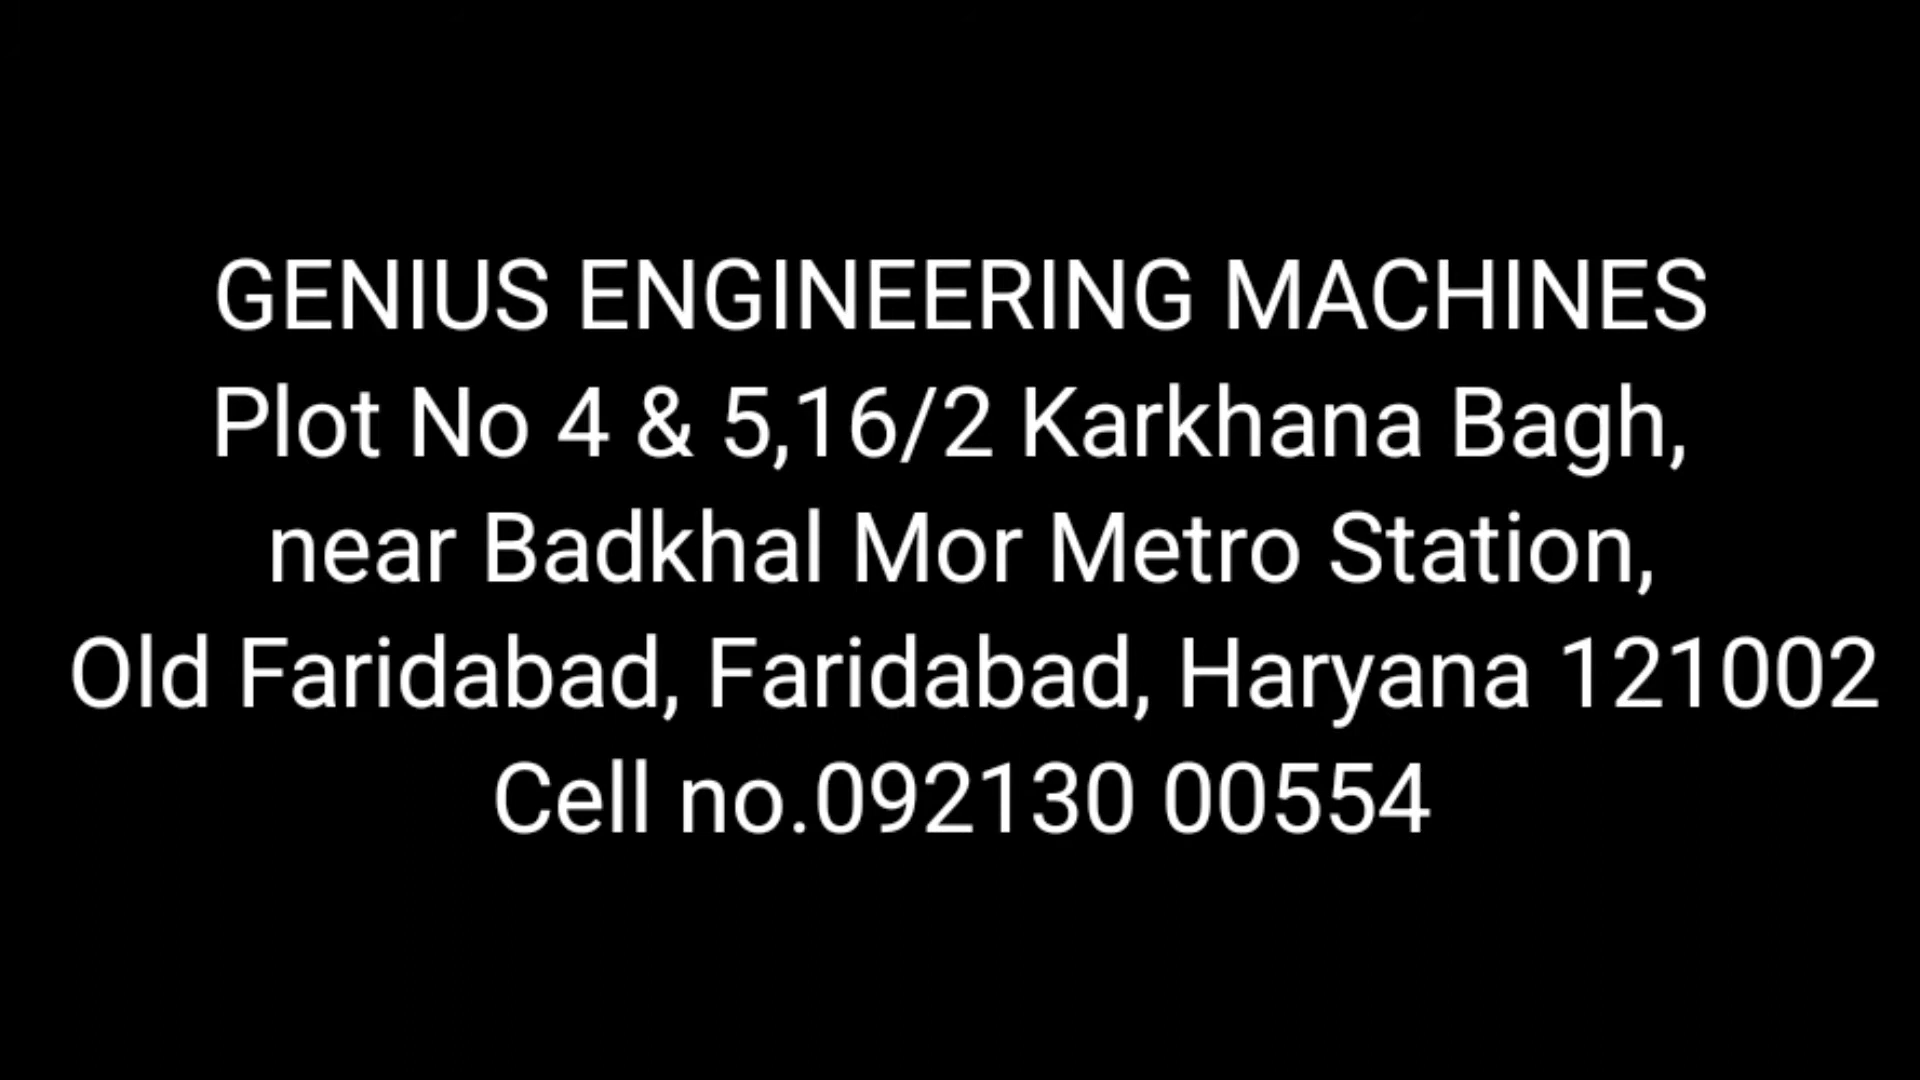 GENIUS ENGINEERING MACHINES
Plot No 4 & 5,16/2 Karkhana Bagh,
near Badkhal Mor Metro Station,
Old Faridabad, Faridabad, Haryana 121002
Cell no.092130 00554